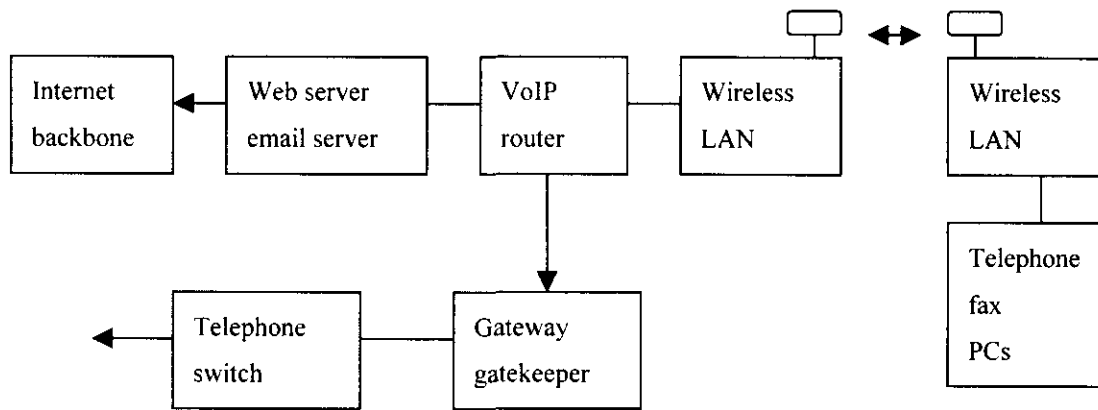 Internet
backbone
Web server
email server
VoIP
router
Wireless
LAN
Wireless
LAN
Telephone
switch
Gateway
gatekeeper
Telephone
fax
PCs